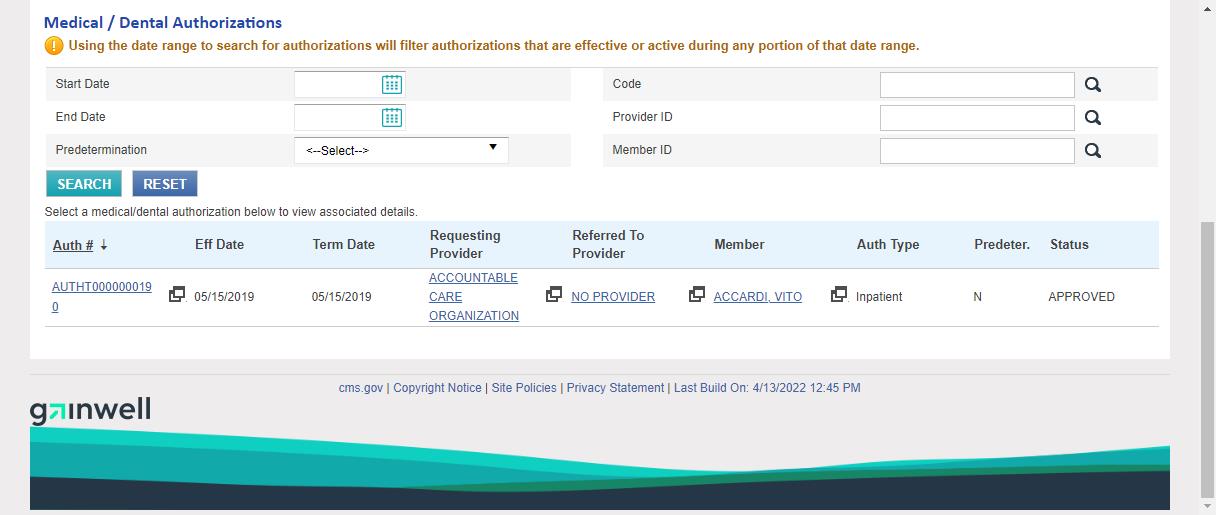 Medical / Dental Authorizations
Using the date range to search for authorizations will filter authorizations that are effective or active during any portion of that date range.
Start Date
Code
End Date
Provider ID
Predetermination
<--Select-->
Member ID
SEARCH
RESET
Select a medical/dental authorization below to view associated details.
Auth # ↓ Eff Date Term Date Requesting Provider Referred To Provider Member Auth Type Predeter. Status
AUTHT0000000190 05/15/2019 05/15/2019 ACCOUNTABLE CARE ORGANIZATION NO PROVIDER ACCARDI, VITO Inpatient N APPROVED
cms.gov | Copyright Notice | Site Policies | Privacy Statement | Last Build On: 4/13/2022 12:45 PM
gainwell